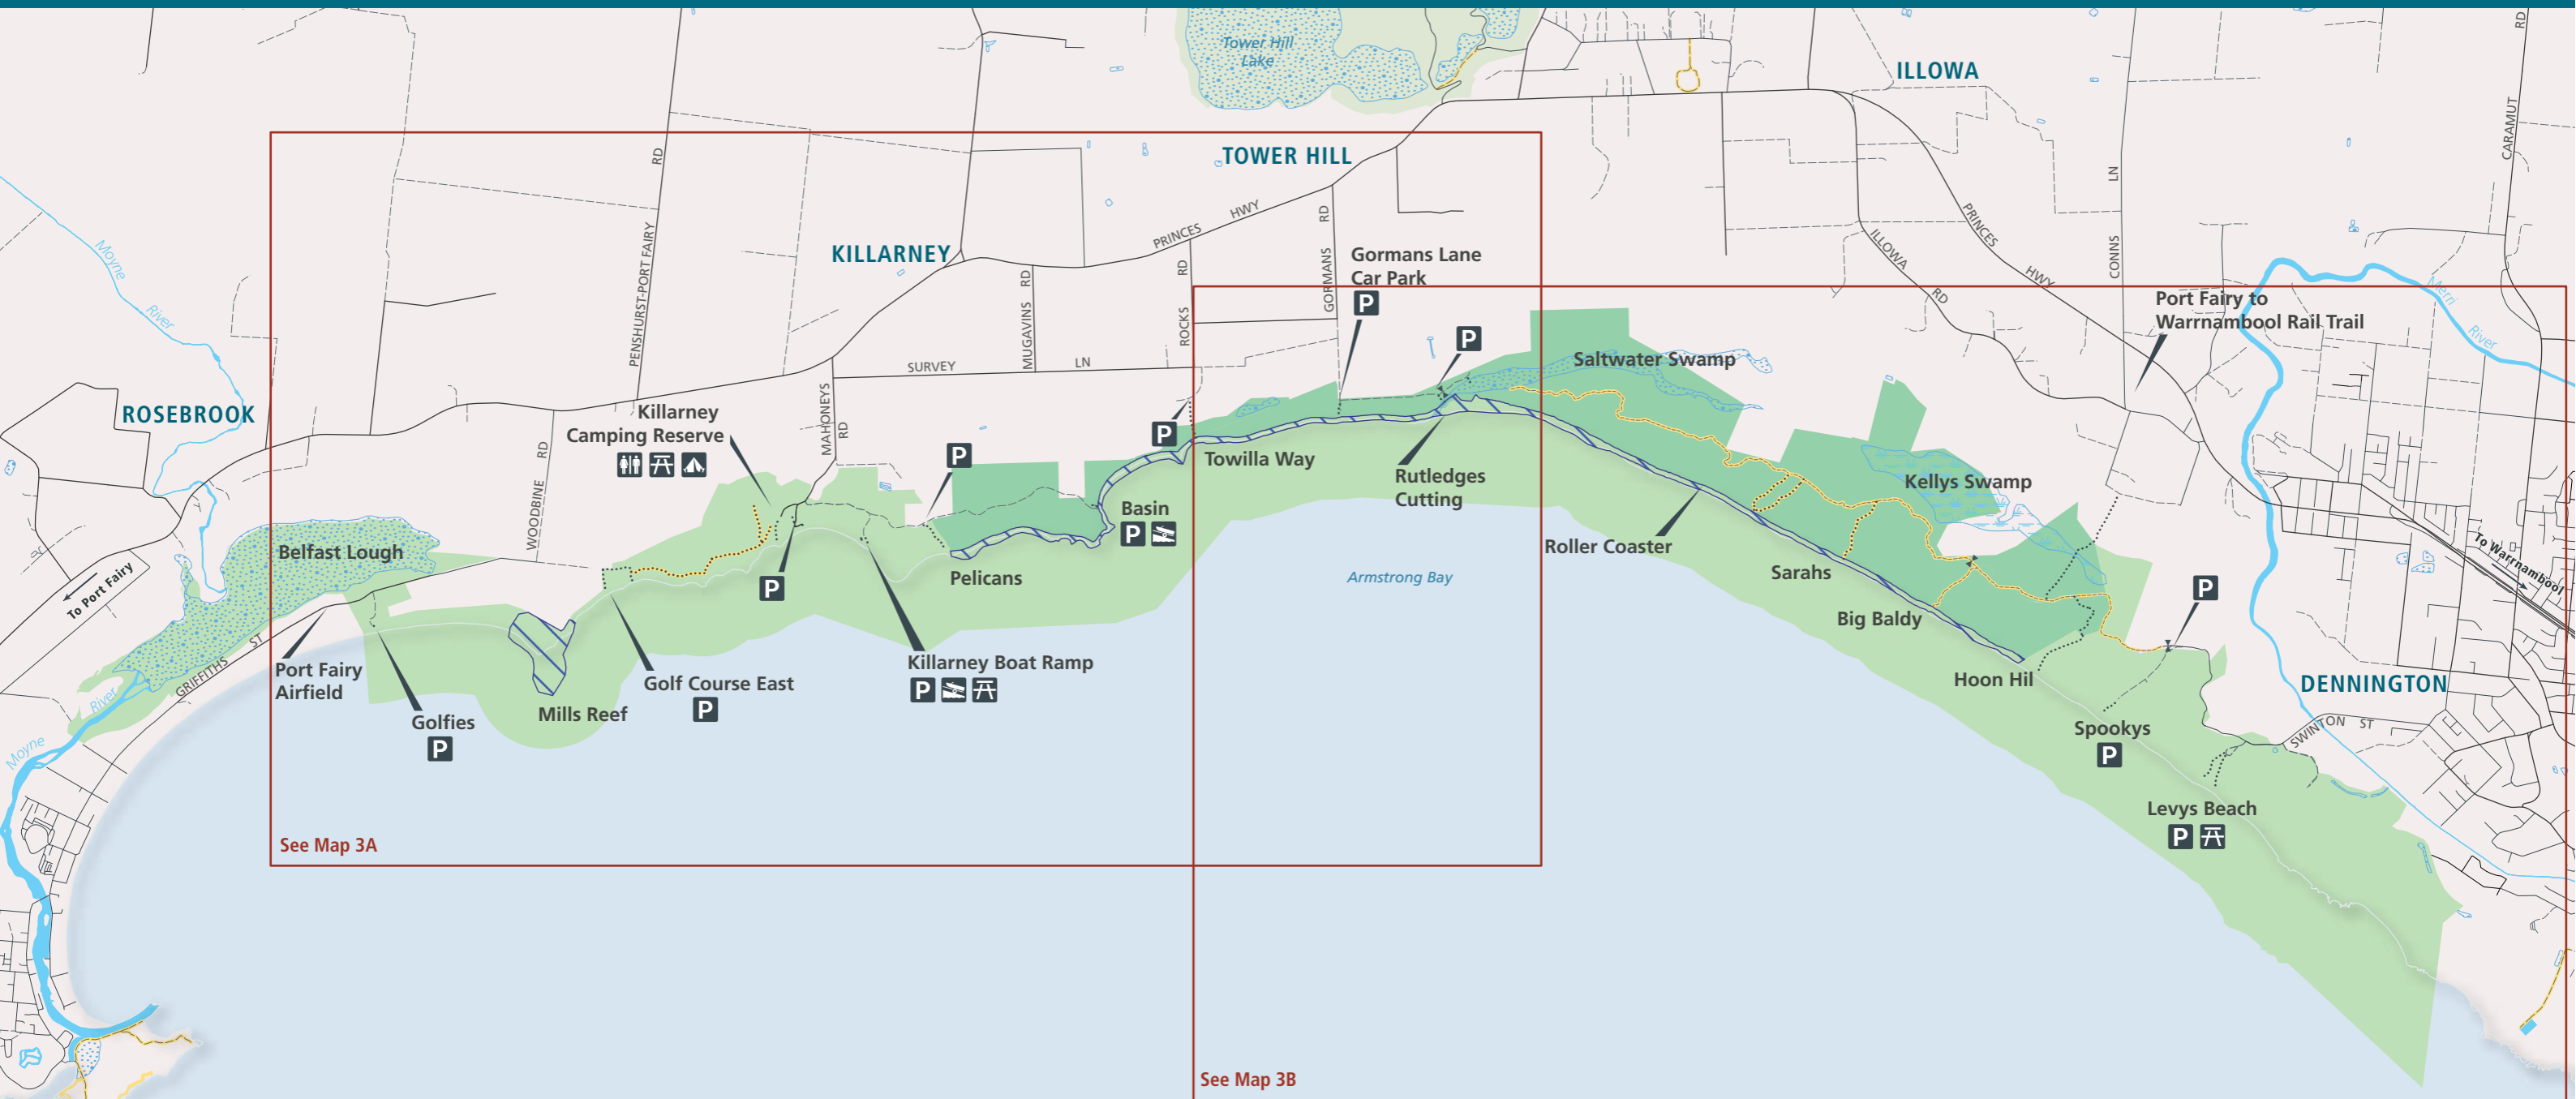 Tower Hill
Lake
ILLOWA
RD
CARAMUT
TOWER HILL
RD
PRINCES
HWY
RD
GORMANS
KILLARNEY
PENSHURST-PORT FAIRY
RD
MUGAVINS
RD
ROCKS
Gormans Lane
Car Park
P
ILLOWA
RD
PRINCES
HWY
LN
CONNS
Port Fairy to
Warrnambool Rail Trail
Merri
River
Moyne
River
SURVEY
LN
P
Saltwater Swamp
ROSEBROOK
Killarney
Camping Reserve
MAHONEYS
RD
RD
WOODBINE
P
P
Towilla Way
Rutledges
Cutting
Kellys Swamp
Basin
P
Belfast Lough
To Port Fairy
Pelicans
P
Armstrong Bay
Roller Coaster
Sarahs
Big Baldy
To Warrnambool
P
Port Fairy
Airfield
GRIFFITHS
ST
River
Moyne
Golfies
P
Mills Reef
Golf Course East
P
Killarney Boat Ramp
P
Hoon Hil
DENNINGTON
Spookys
P
SWINTON
ST
Levys Beach
P
See Map 3A
See Map 3B